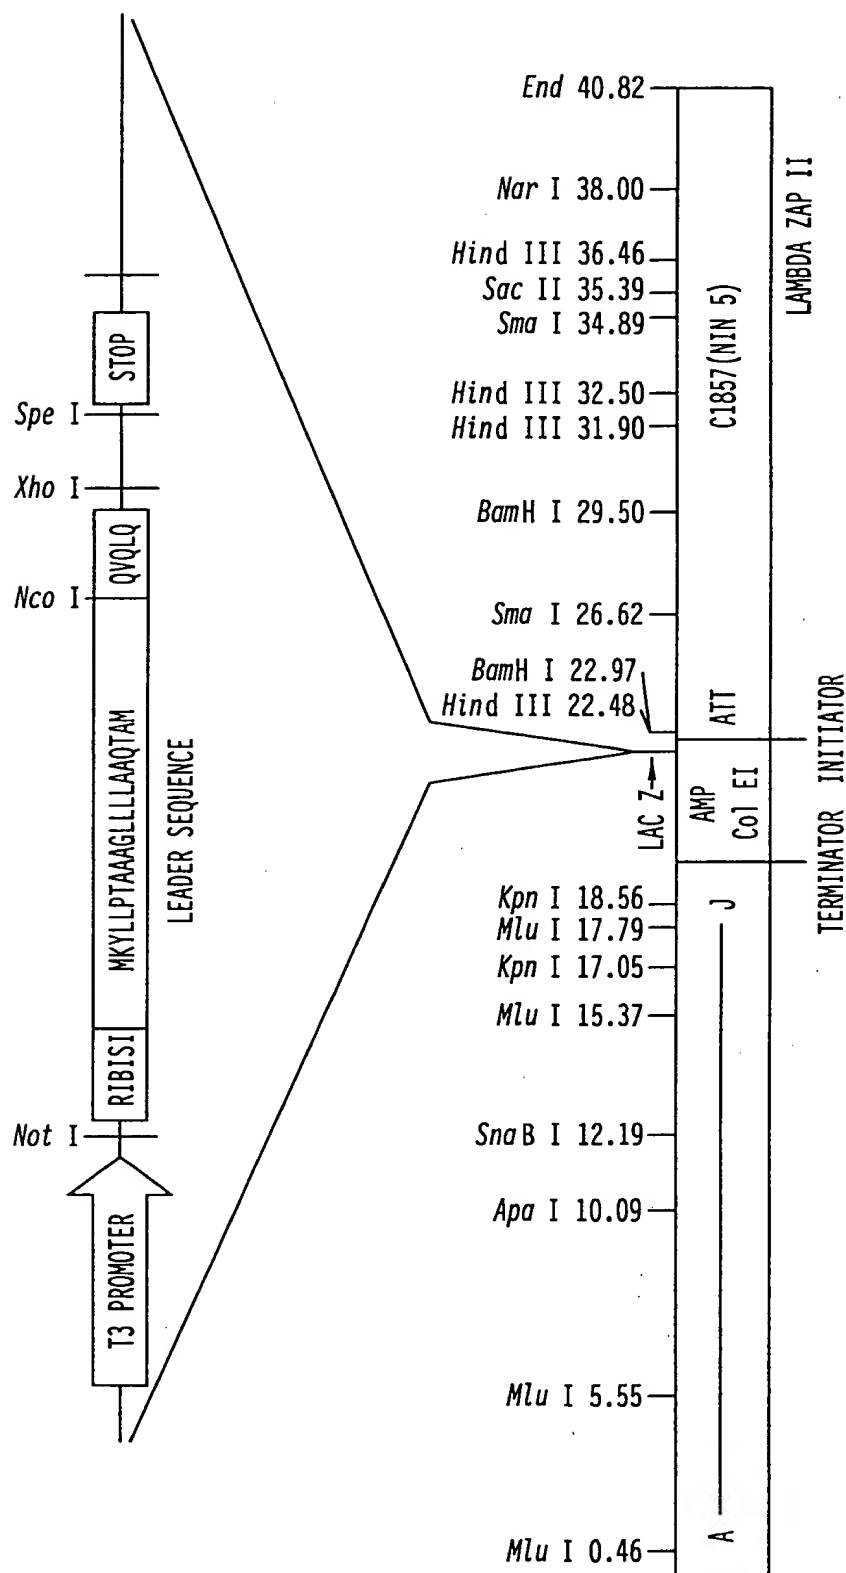 End 40.82
Nar I 38.00
Hind III 36.46
Sac II 35.39
Sma I 34.89
Hind III 32.50
Hind III 31.90
BamH I 29.50
Sma I 26.62
BamH I 22.97
Hind III 22.48
LAC Z
Kpn I 18.56
Mlu I 17.79
Kpn I 17.05
Mlu I 15.37
SnaB I 12.19
Apa I 10.09
Mlu I 5.55
Mlu I 0.46
C1857(NIN 5)
ATT
AMP
Col EI
J
A
LAMBDA ZAP II
TERMINATOR INITIATOR
STOP
Spe I
Xho I
QVQLQ
Nco I
MKYLLPTAAAGLLLLAAQTAM
LEADER SEQUENCE
RIBISI
Not I
T3 PROMOTER